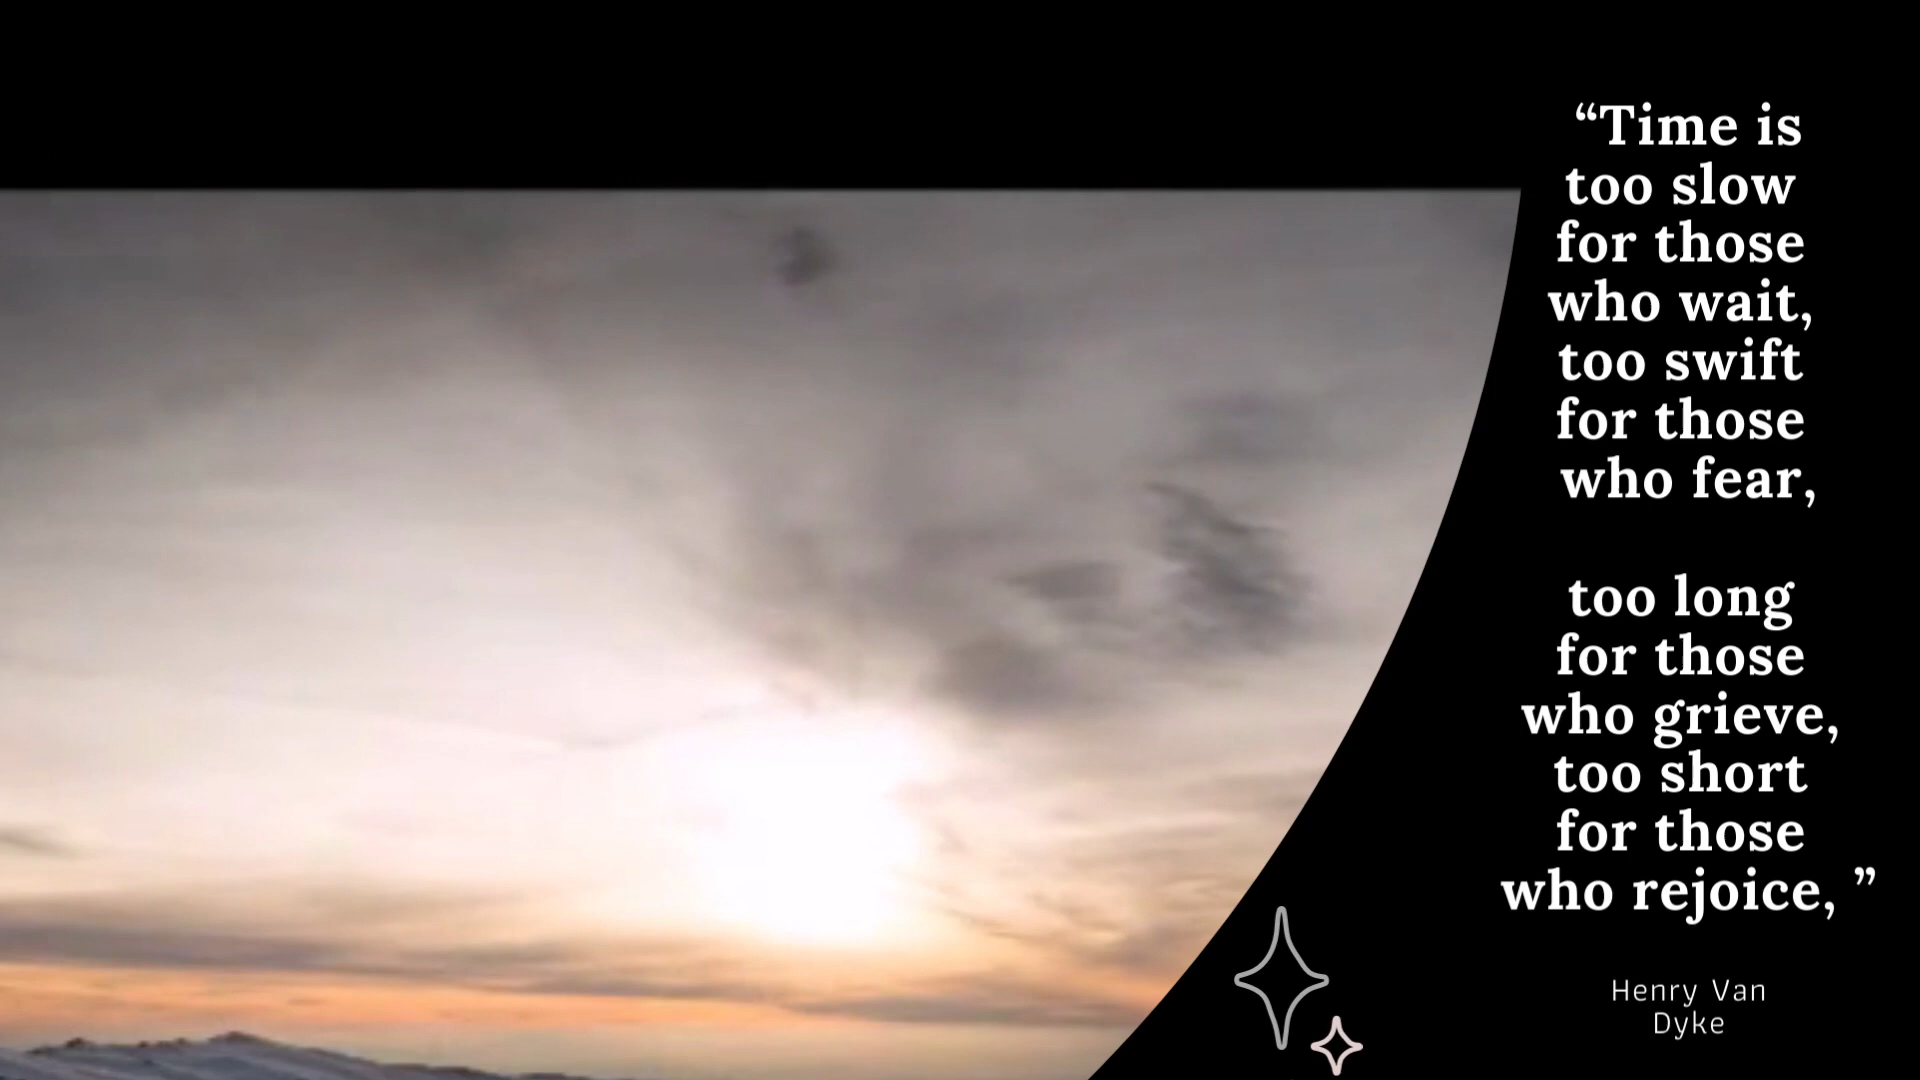 “Time is
too slow
for those
who wait,
too swift
for those
who fear,
too long
for those
who grieve,
too short
for those
who rejoice, ”
Henry Van
Dyke